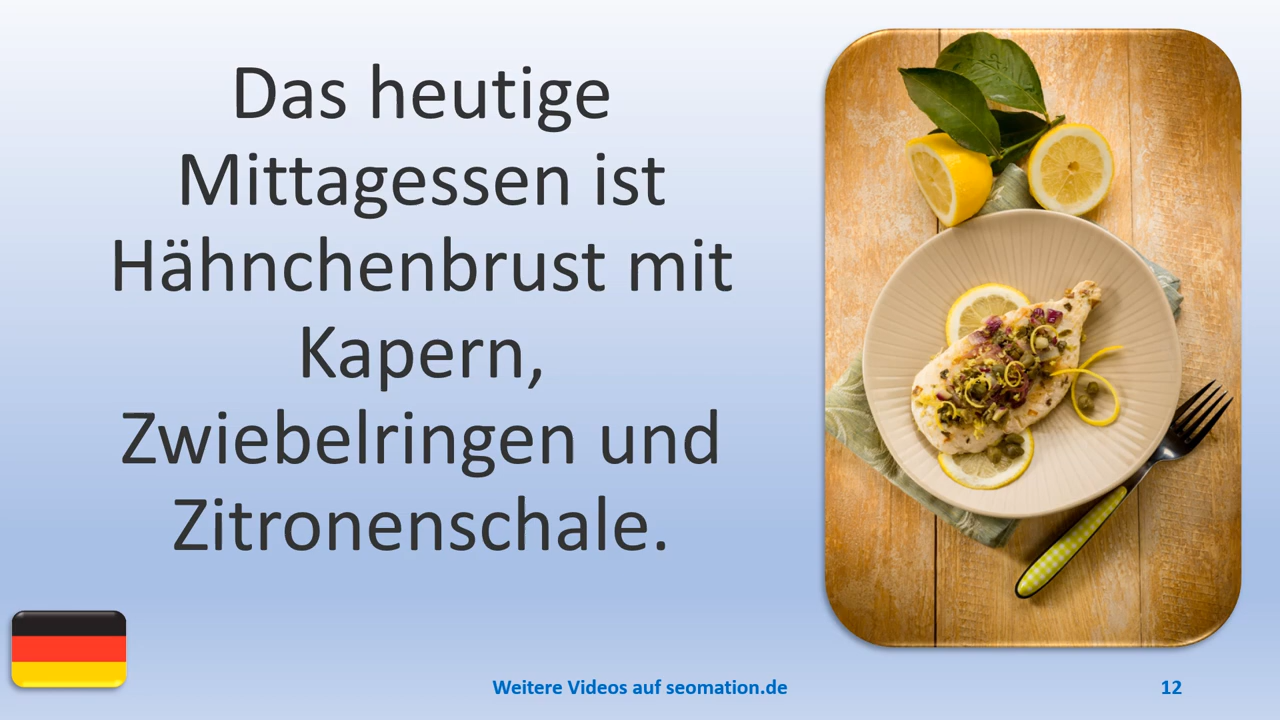 Das heutige
Mittagessen ist
Hähnchenbrust mit
Kapern,
Zwiebelringen und
Zitronenschale.
Weitere Videos auf seomation.de
12